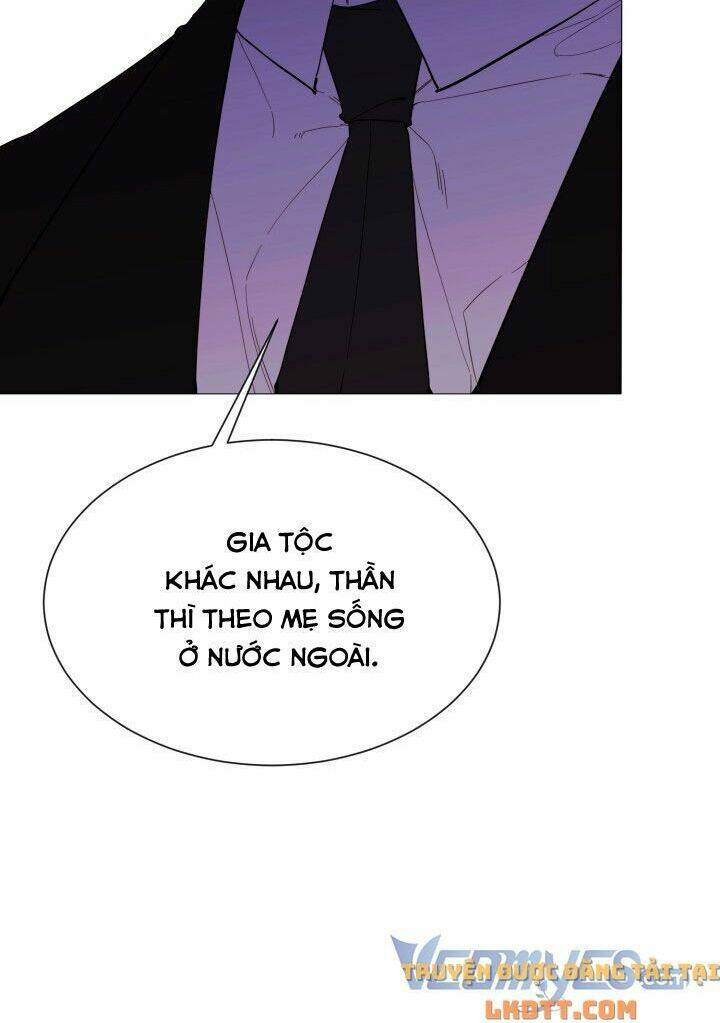 GIA TỘC
KHÁC NHAU, THẦN
THÌ THEO MẸ SỐNG
Ở NƯỚC NGOÀI.
TRUYỆN ĐƯỢC ĐĂNG TẢI TẠI
LKDTT.COM